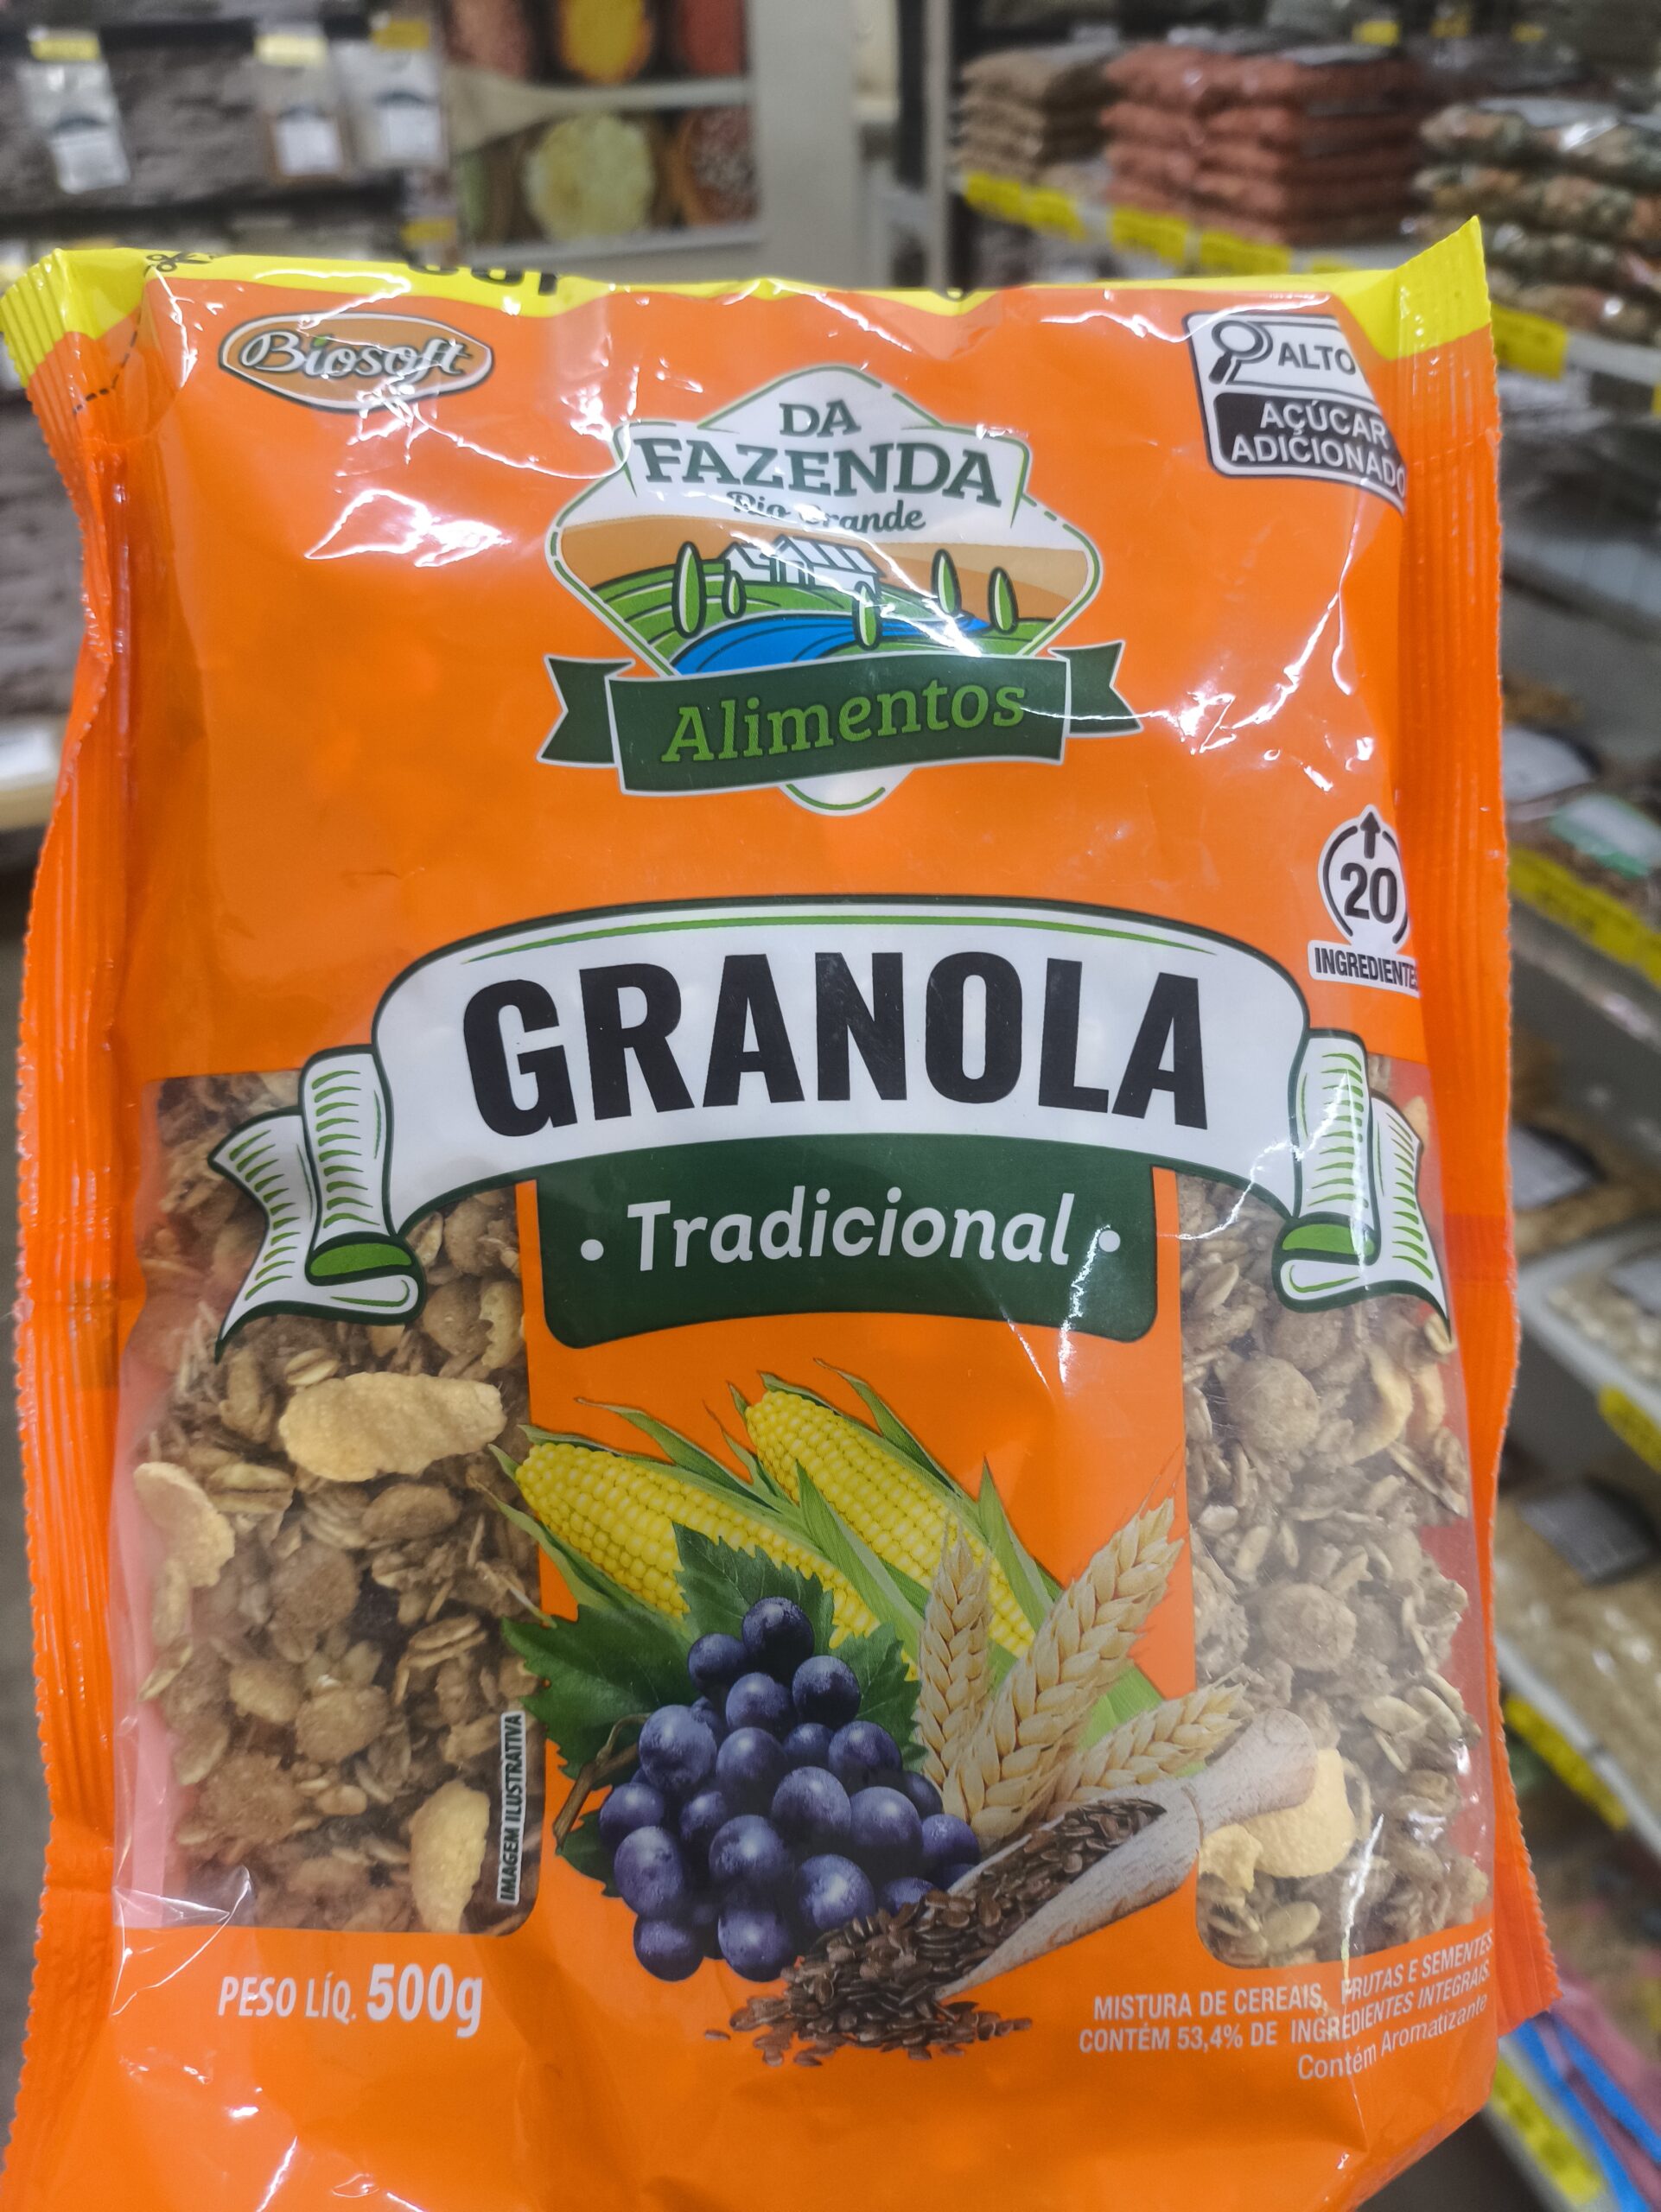 Biosoft
DA
FAZENDA
Rio Grande
Alimentos
ALTO
AÇÚCAR
ADICIONADO
20
INGREDIENTES
GRANOLA
• Tradicional •
IMAGEM ILUSTRATIVA
PESO LÍQ. 500g
MISTURA DE CEREAIS, FRUTAS E SEMENTES
CONTÉM 53,4% DE INGREDIENTES INTEGRAIS.
Contém Aromatizante